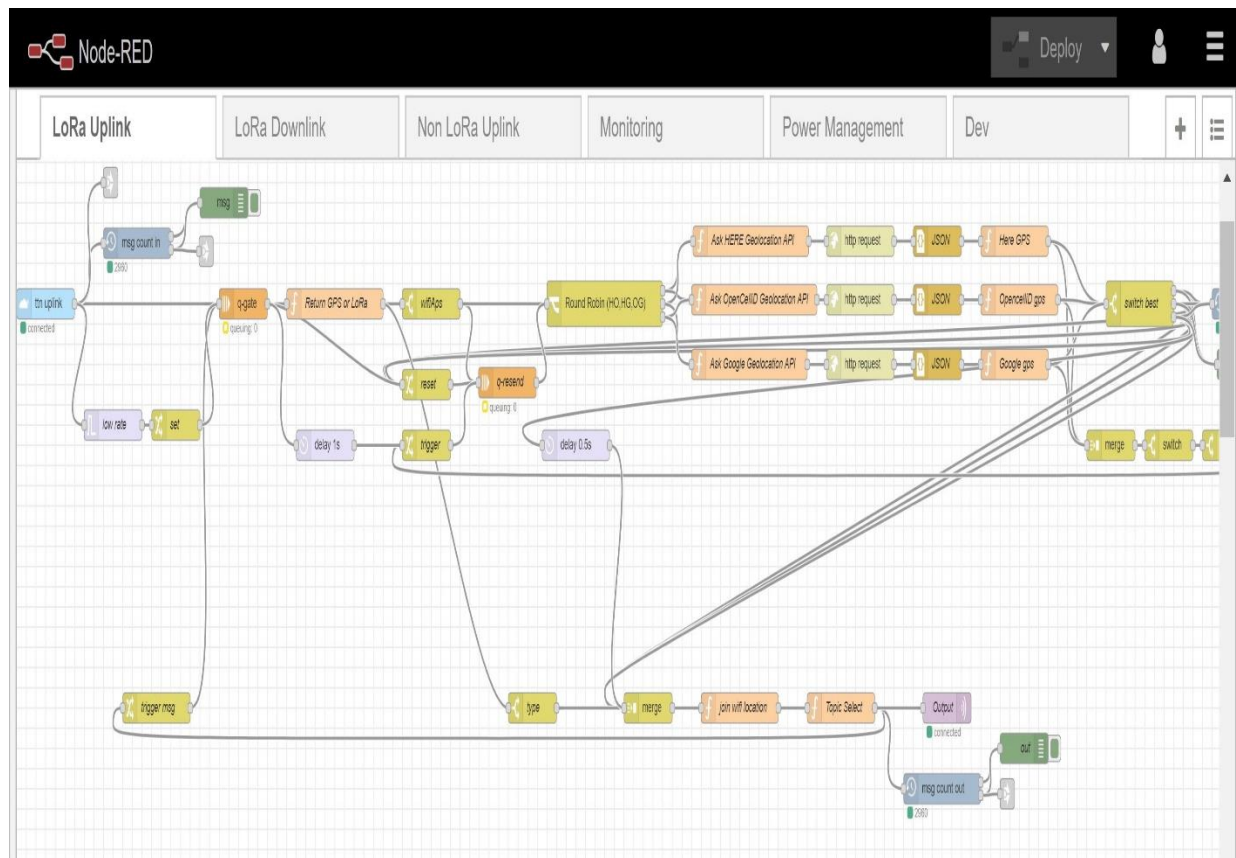 Node-RED
Deploy
LoRa Uplink
LoRa Downlink
Non LoRa Uplink
Monitoring
Power Management
Dev
msg
msg count in
2960
Ask HERE Geolocation API
http request
JSON
Here GPS
ttn uplink
connected
q-gate
queuing: 0
Return GPS or LoRa
wifiAps
Round Robin (HO,HG,OG)
Ask OpenCellID Geolocation API
http request
JSON
OpencellID gps
switch best
reset
q-resend
queuing: 0
Ask Google Geolocation API
http request
JSON
Google gps
low rate
set
delay 1s
trigger
delay 0.5s
merge
switch
trigger msg
type
merge
join wifi location
Topic Select
Output
connected
out
msg count out
2960